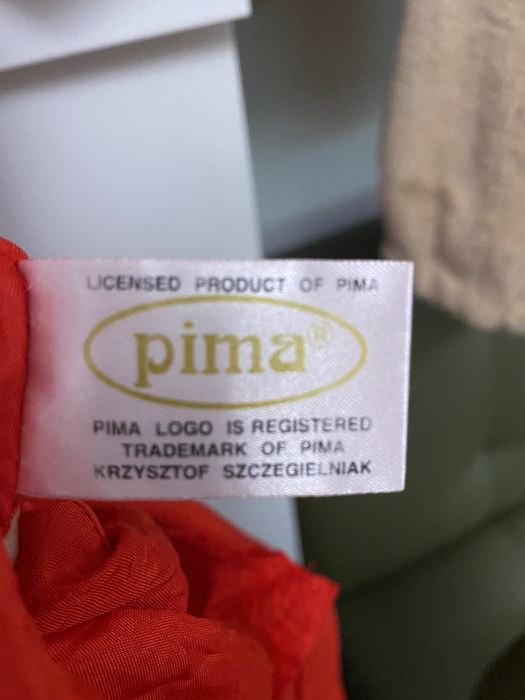 LICENSED PRODUCT OF PIMA
pima®
PIMA LOGO IS REGISTERED
TRADEMARK OF PIMA
KRZYSZTOF SZCZEGIELNIAK